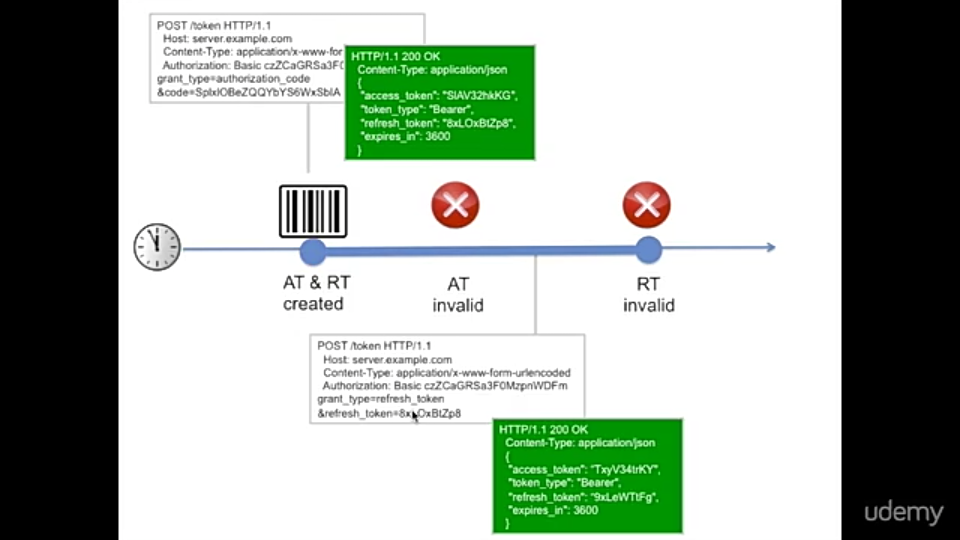 POST /token HTTP/1.1
Host: server.example.com
Content-Type: application/x-www-for
Authorization: Basic czZCaGRSa3F
grant_type=authorization_code
&code=SplxlOBeZQQYbYS6WxSbIA
HTTP/1.1 200 OK
Content-Type: application/json
{
"access_token": "SlAV32hkKG",
"token_type": "Bearer",
"refresh_token": "8xLOxBtZp8",
"expires_in": 3600
}
AT & RT
created
AT
invalid
RT
invalid
POST /token HTTP/1.1
Host: server.example.com
Content-Type: application/x-www-form-urlencoded
Authorization: Basic czZCaGRSa3F0MzpnWDFm
grant_type=refresh_token
&refresh_token=8xLOxBtZp8
HTTP/1.1 200 OK
Content-Type: application/json
{
"access_token": "TxyV34trKY",
"token_type": "Bearer",
"refresh_token": "9xLeWTtFg",
"expires_in": 3600
}
udemy